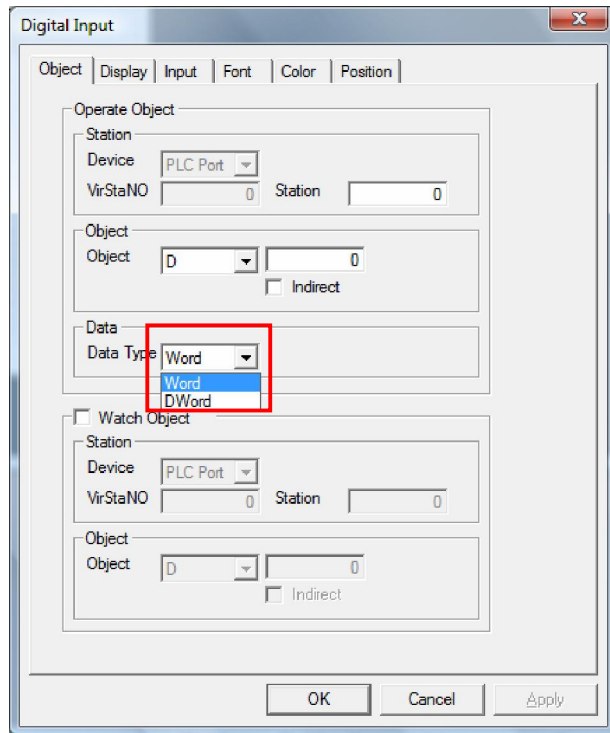 Digital Input
Object Display Input Font Color Position
Operate Object
Station
Device PLC Port
VirStaNO 0 Station 0
Object
Object D 0
Indirect
Data
Data Type Word
Word
DWord
Watch Object
Station
Device PLC Port
VirStaNO 0 Station 0
Object
Object D 0
Indirect
OK Cancel Apply